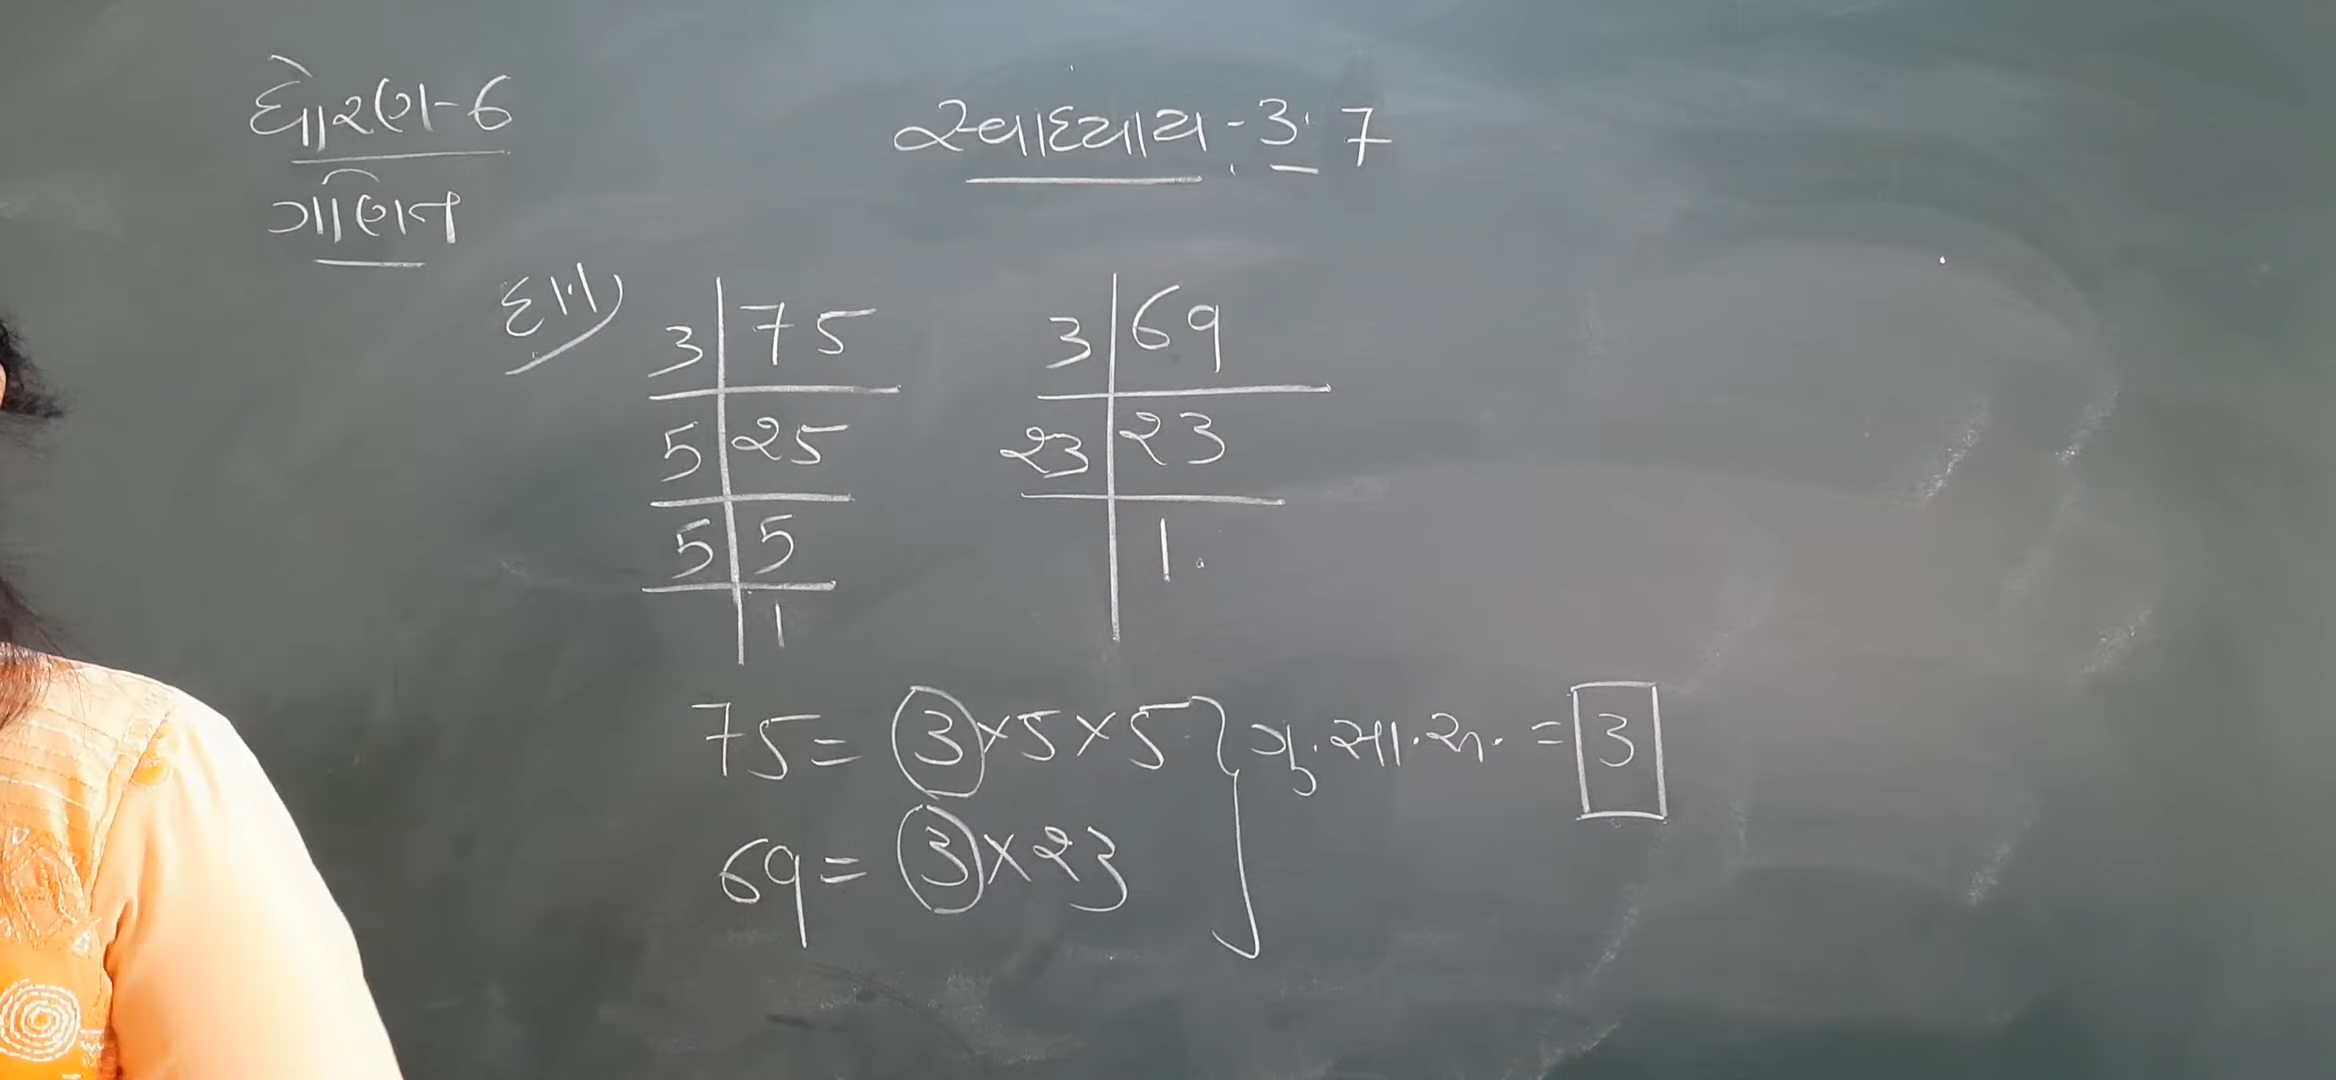 ધોરણ-6
ગણિત
સ્વાધ્યાય-3.7
દા.1)
3 | 75
5 | 25
5 | 5
1
3 | 69
23 | 23
1.
75 = 3 × 5 × 5 } ગુ.સા.અ. = 3
69 = 3 × 23